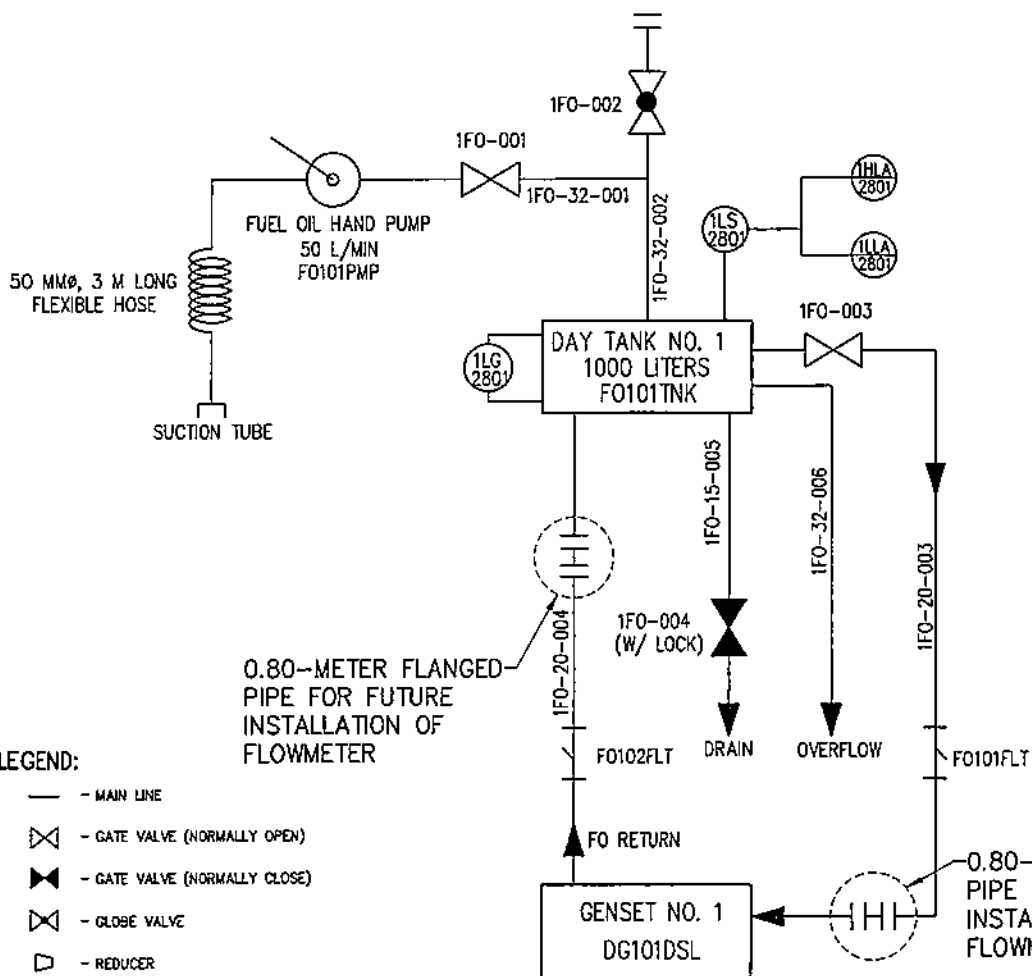 1FO-002
1FO-001
1FO-32-001
FUEL OIL HAND PUMP
50 L/MIN
FO101PMP
50 MMø, 3 M LONG
FLEXIBLE HOSE
SUCTION TUBE
1FO-32-002
1LS
2801
1HLA
2801
1LLA
2801
1FO-003
1LG
2801
DAY TANK NO. 1
1000 LITERS
FO101TNK
1FO-15-005
1FO-32-006
1FO-20-003
1FO-20-004
1FO-004
(W/ LOCK)
0.80-METER FLANGED
PIPE FOR FUTURE
INSTALLATION OF
FLOWMETER
FO102FLT
DRAIN
OVERFLOW
FO101FLT
LEGEND:
- MAIN LINE
- GATE VALVE (NORMALLY OPEN)
- GATE VALVE (NORMALLY CLOSE)
- GLOBE VALVE
- REDUCER
FO RETURN
GENSET NO. 1
DG101DSL
0.80-
PIPE
INSTA
FLOWM